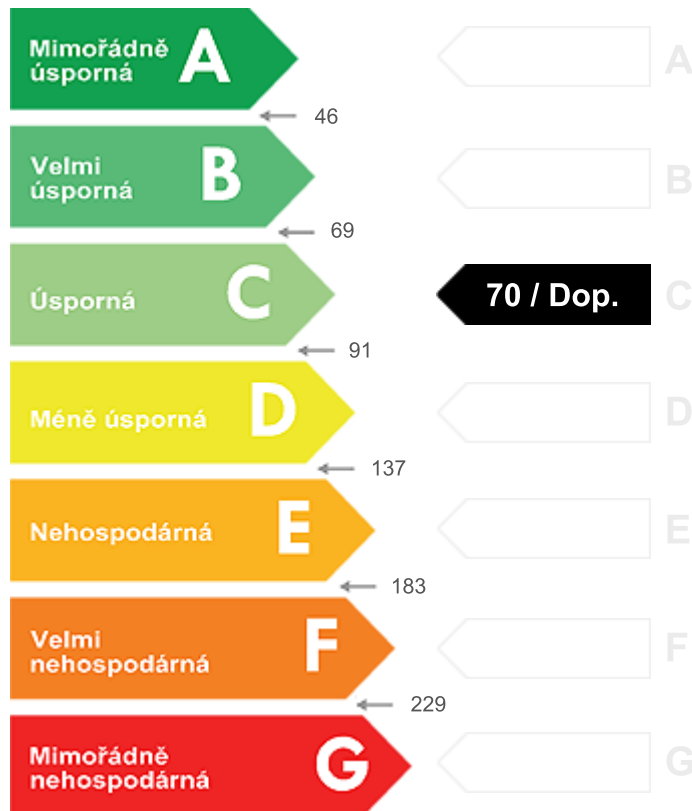 Mimořádně
úsporná
A
A
46
Velmi
úsporná
B
B
69
Úsporná
C
70 / Dop.
C
91
Méně úsporná
D
D
137
Nehospodárná
E
E
183
Velmi
nehospodárná
F
F
229
Mimořádně
nehospodárná
G
G